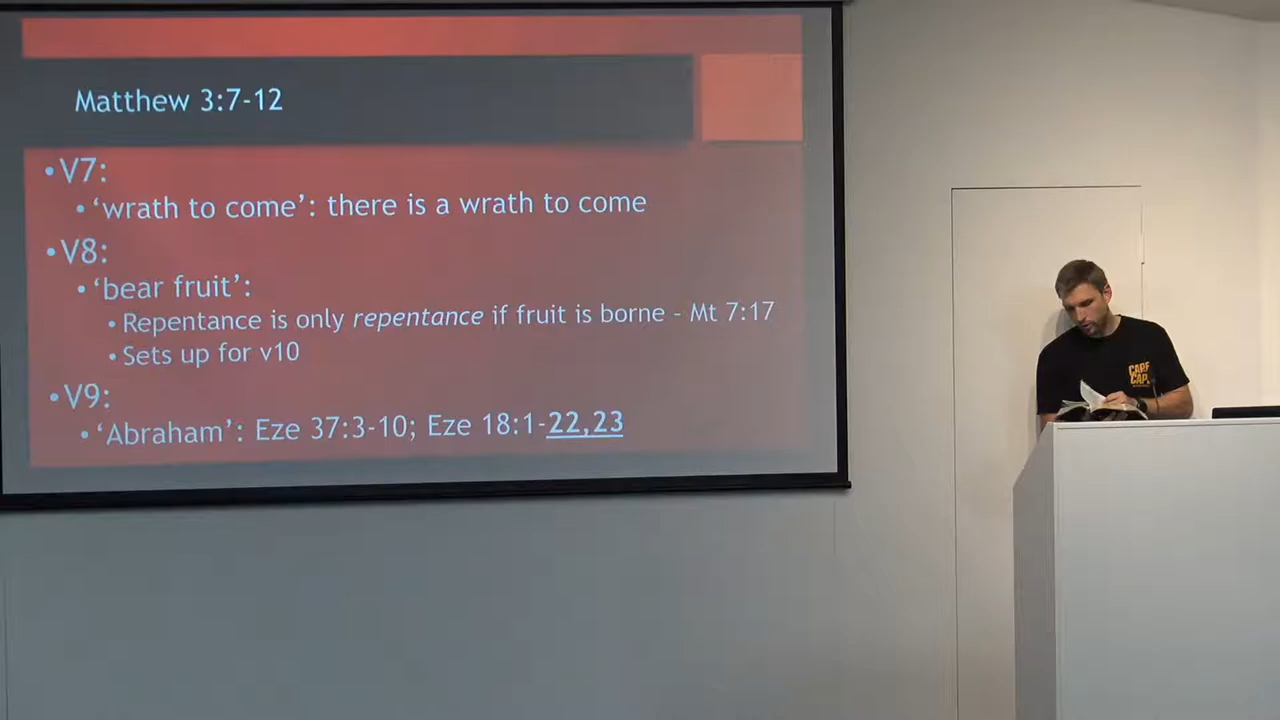 Matthew 3:7-12
•V7:
•‘wrath to come’: there is a wrath to come
•V8:
•‘bear fruit’:
•Repentance is only repentance if fruit is borne – Mt 7:17
•Sets up for v10
•V9:
•‘Abraham’: Eze 37:3-10; Eze 18:1-22,23
CARE
CAP